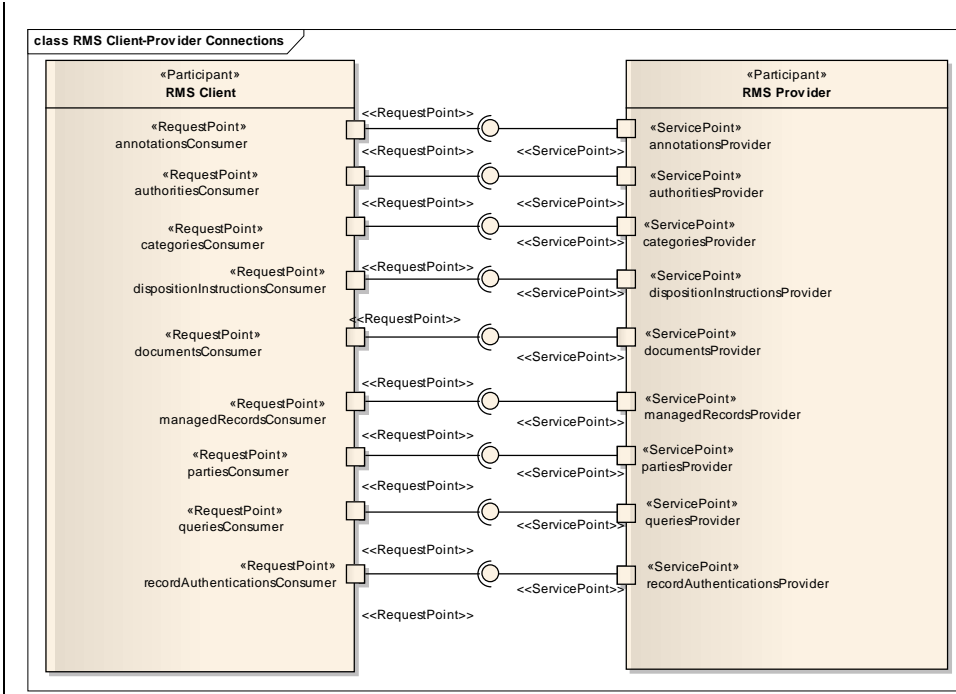 class RMS Client-Provider Connections
«Participant»
RMS Client
«Participant»
RMS Provider
<<RequestPoint>>
«RequestPoint»
annotationsConsumer
«ServicePoint»
annotationsProvider
<<RequestPoint>>
<<ServicePoint>>
«RequestPoint»
authoritiesConsumer
«ServicePoint»
authoritiesProvider
<<RequestPoint>>
<<ServicePoint>>
«RequestPoint»
categoriesConsumer
«ServicePoint»
categoriesProvider
<<ServicePoint>>
<<RequestPoint>>
«RequestPoint»
dispositionInstructionsConsumer
«ServicePoint»
dispositionInstructionsProvider
<<ServicePoint>>
<<RequestPoint>>
«RequestPoint»
documentsConsumer
«ServicePoint»
documentsProvider
<<ServicePoint>>
<<RequestPoint>>
«RequestPoint»
managedRecordsConsumer
«ServicePoint»
managedRecordsProvider
<<ServicePoint>>
<<RequestPoint>>
«RequestPoint»
partiesConsumer
«ServicePoint»
partiesProvider
<<ServicePoint>>
<<RequestPoint>>
«RequestPoint»
queriesConsumer
«ServicePoint»
queriesProvider
<<ServicePoint>>
<<RequestPoint>>
«RequestPoint»
recordAuthenticationsConsumer
«ServicePoint»
recordAuthenticationsProvider
<<ServicePoint>>
<<RequestPoint>>